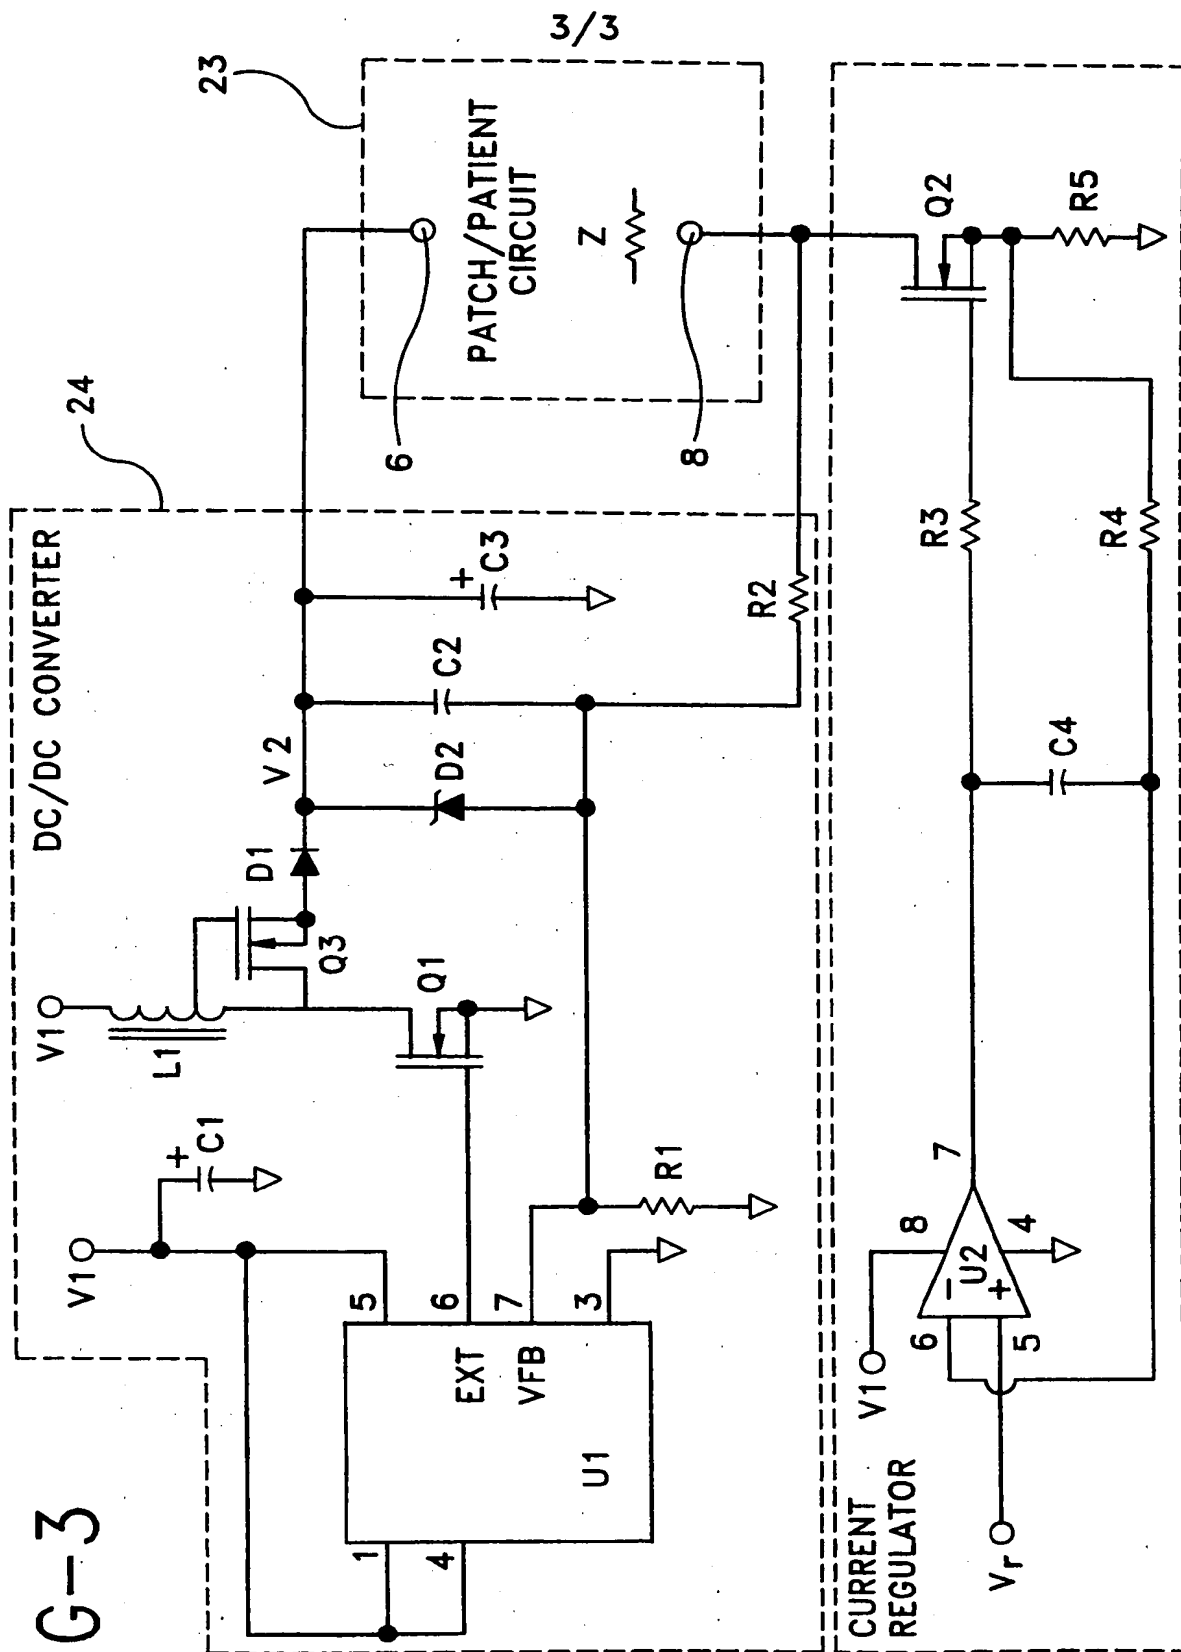 3/3
G-3
DC/DC CONVERTER
24
23
V1
C1
+
V1
L1
Q3
D1
V2
D2
C2
C3
+
Q1
1
4
5
EXT 6
VFB 7
3
U1
R1
R2
PATCH/PATIENT
CIRCUIT
Z
6
8
CURRENT
REGULATOR
V1
Vr
8
6
5
-
+
U2
4
7
C4
R3
R4
Q2
R5